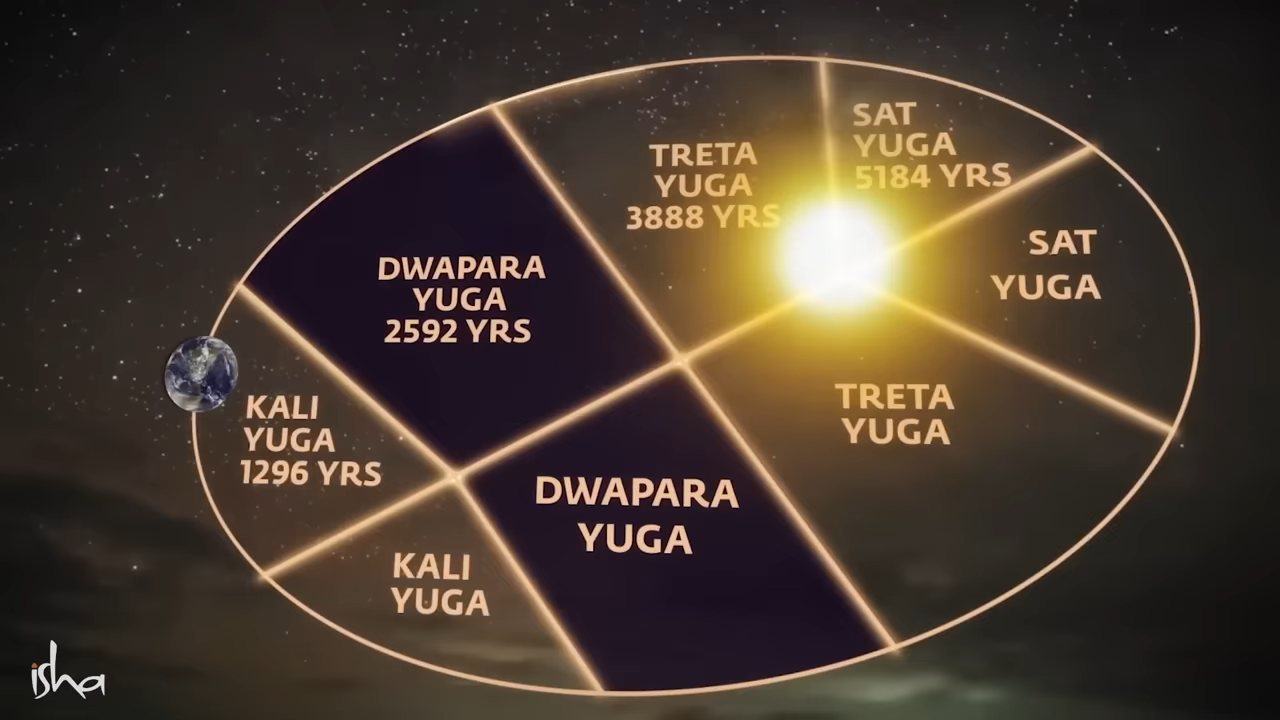 SAT
YUGA
5184 YRS
TRETA
YUGA
3888 YRS
SAT
YUGA
DWAPARA
YUGA
2592 YRS
TRETA
YUGA
KALI
YUGA
1296 YRS
DWAPARA
YUGA
KALI
YUGA
isha